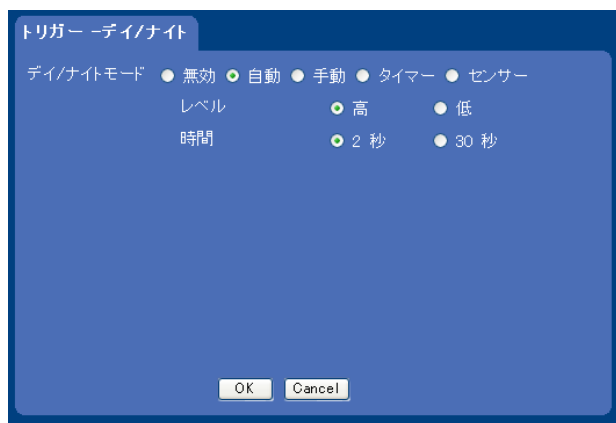 トリガー －デイ/ナイト
デイ/ナイトモード 無効 自動 手動 タイマー センサー
レベル 高 低
時間 2 秒 30 秒
OK Cancel